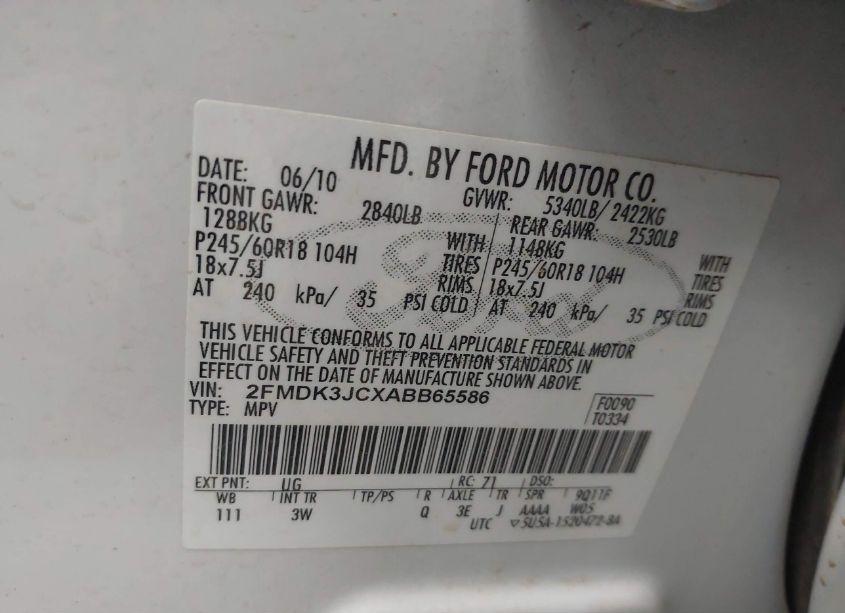 MFD. BY FORD MOTOR CO.
DATE: 06/10 GVWR: 5340LB/2422KG
FRONT GAWR: 2840LB REAR GAWR: 2530LB
1288KG WITH 1148KG WITH
P245/60R18 104H TIRES P245/60R18 104H TIRES
18x7.5J RIMS 18x7.5J RIMS
AT 240 kPa/ 35 PSI COLD AT 240 kPa/ 35 PSI COLD
THIS VEHICLE CONFORMS TO ALL APPLICABLE FEDERAL MOTOR
VEHICLE SAFETY AND THEFT PREVENTION STANDARDS IN
EFFECT ON THE DATE OF MANUFACTURE SHOWN ABOVE.
VIN: 2FMDK3JCXABB65586 F0090
TYPE: MPV T0334
EXT PNT: UG RC: 71 DSO:
WB INT TR TP/PS R AXLE TR SPR 9Q11F
111 3W Q 3E J AAAA W05
UTC ▽5U5A-1520472-BA
Ford